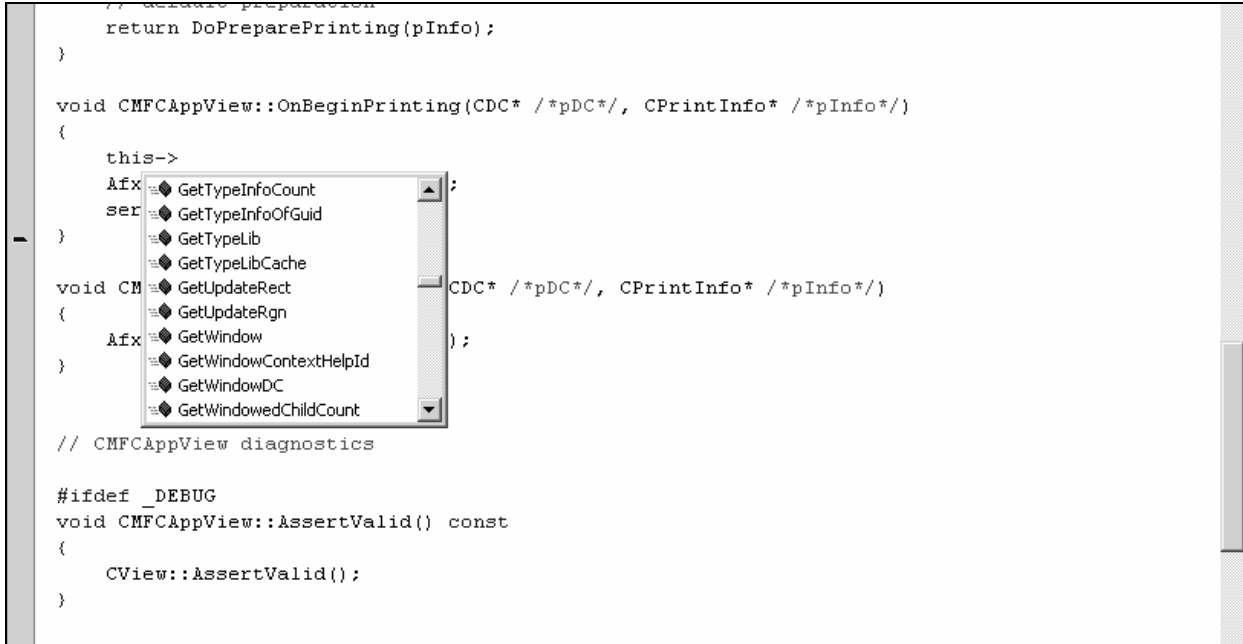 // default preparation
return DoPreparePrinting(pInfo);
}
void CMFCAppView::OnBeginPrinting(CDC* /*pDC*/, CPrintInfo* /*pInfo*/)
{
this->
Afx ;
ser
}
void CM CDC* /*pDC*/, CPrintInfo* /*pInfo*/)
{
Afx );
}
GetTypeInfoCount
GetTypeInfoOfGuid
GetTypeLib
GetTypeLibCache
GetUpdateRect
GetUpdateRgn
GetWindow
GetWindowContextHelpId
GetWindowDC
GetWindowedChildCount
// CMFCAppView diagnostics
#ifdef _DEBUG
void CMFCAppView::AssertValid() const
{
CView::AssertValid();
}